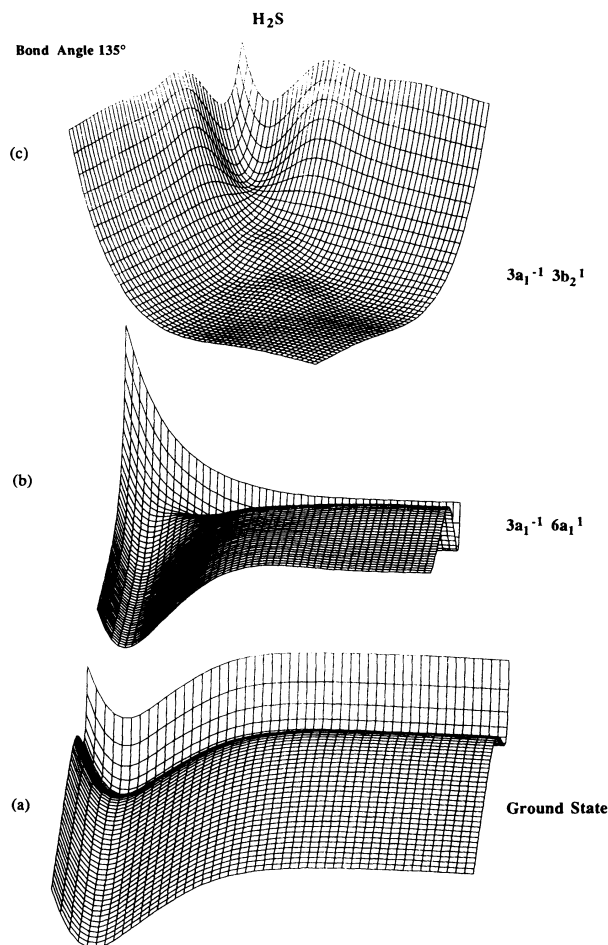 H₂S
Bond Angle 135°
(c)
3a₁⁻¹ 3b₂¹
(b)
3a₁⁻¹ 6a₁¹
(a)
Ground State